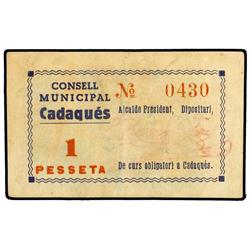 CONSELL
MUNICIPAL
Cadaqués
1
PESSETA
No 0430
Alcalde President, Dipositari,
De curs obligatori a Cadaqués.